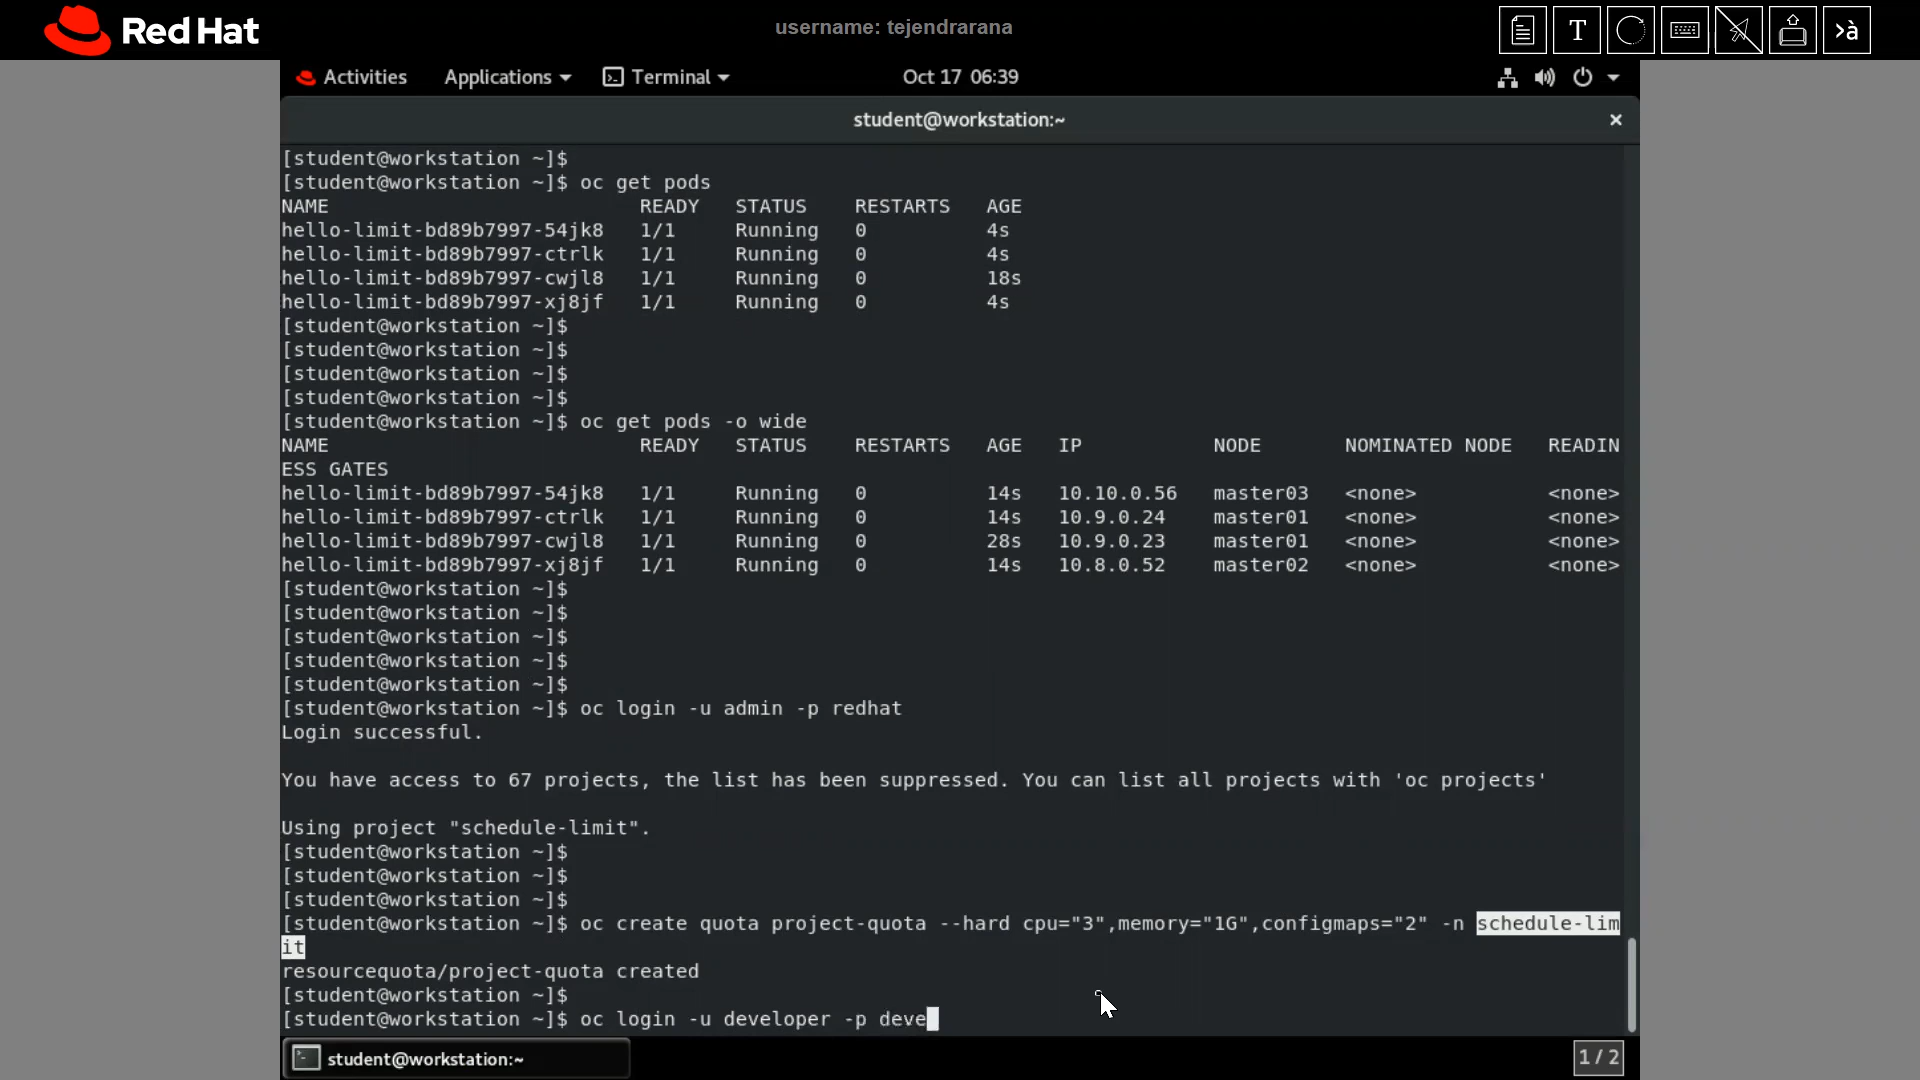 Red Hat
username: tejendrarana
T
>à
Activities Applications Terminal Oct 17 06:39
student@workstation:~ ×
[student@workstation ~]$
[student@workstation ~]$ oc get pods
NAME READY STATUS RESTARTS AGE
hello-limit-bd89b7997-54jk8 1/1 Running 0 4s
hello-limit-bd89b7997-ctrlk 1/1 Running 0 4s
hello-limit-bd89b7997-cwjl8 1/1 Running 0 18s
hello-limit-bd89b7997-xj8jf 1/1 Running 0 4s
[student@workstation ~]$
[student@workstation ~]$
[student@workstation ~]$
[student@workstation ~]$
[student@workstation ~]$ oc get pods -o wide
NAME READY STATUS RESTARTS AGE IP NODE NOMINATED NODE READIN
ESS GATES
hello-limit-bd89b7997-54jk8 1/1 Running 0 14s 10.10.0.56 master03 <none> <none>
hello-limit-bd89b7997-ctrlk 1/1 Running 0 14s 10.9.0.24 master01 <none> <none>
hello-limit-bd89b7997-cwjl8 1/1 Running 0 28s 10.9.0.23 master01 <none> <none>
hello-limit-bd89b7997-xj8jf 1/1 Running 0 14s 10.8.0.52 master02 <none> <none>
[student@workstation ~]$
[student@workstation ~]$
[student@workstation ~]$
[student@workstation ~]$
[student@workstation ~]$
[student@workstation ~]$ oc login -u admin -p redhat
Login successful.
You have access to 67 projects, the list has been suppressed. You can list all projects with 'oc projects'
Using project "schedule-limit".
[student@workstation ~]$
[student@workstation ~]$
[student@workstation ~]$
[student@workstation ~]$ oc create quota project-quota --hard cpu="3",memory="1G",configmaps="2" -n schedule-lim
it
resourcequota/project-quota created
[student@workstation ~]$
[student@workstation ~]$ oc login -u developer -p deve
student@workstation:~ 1 / 2